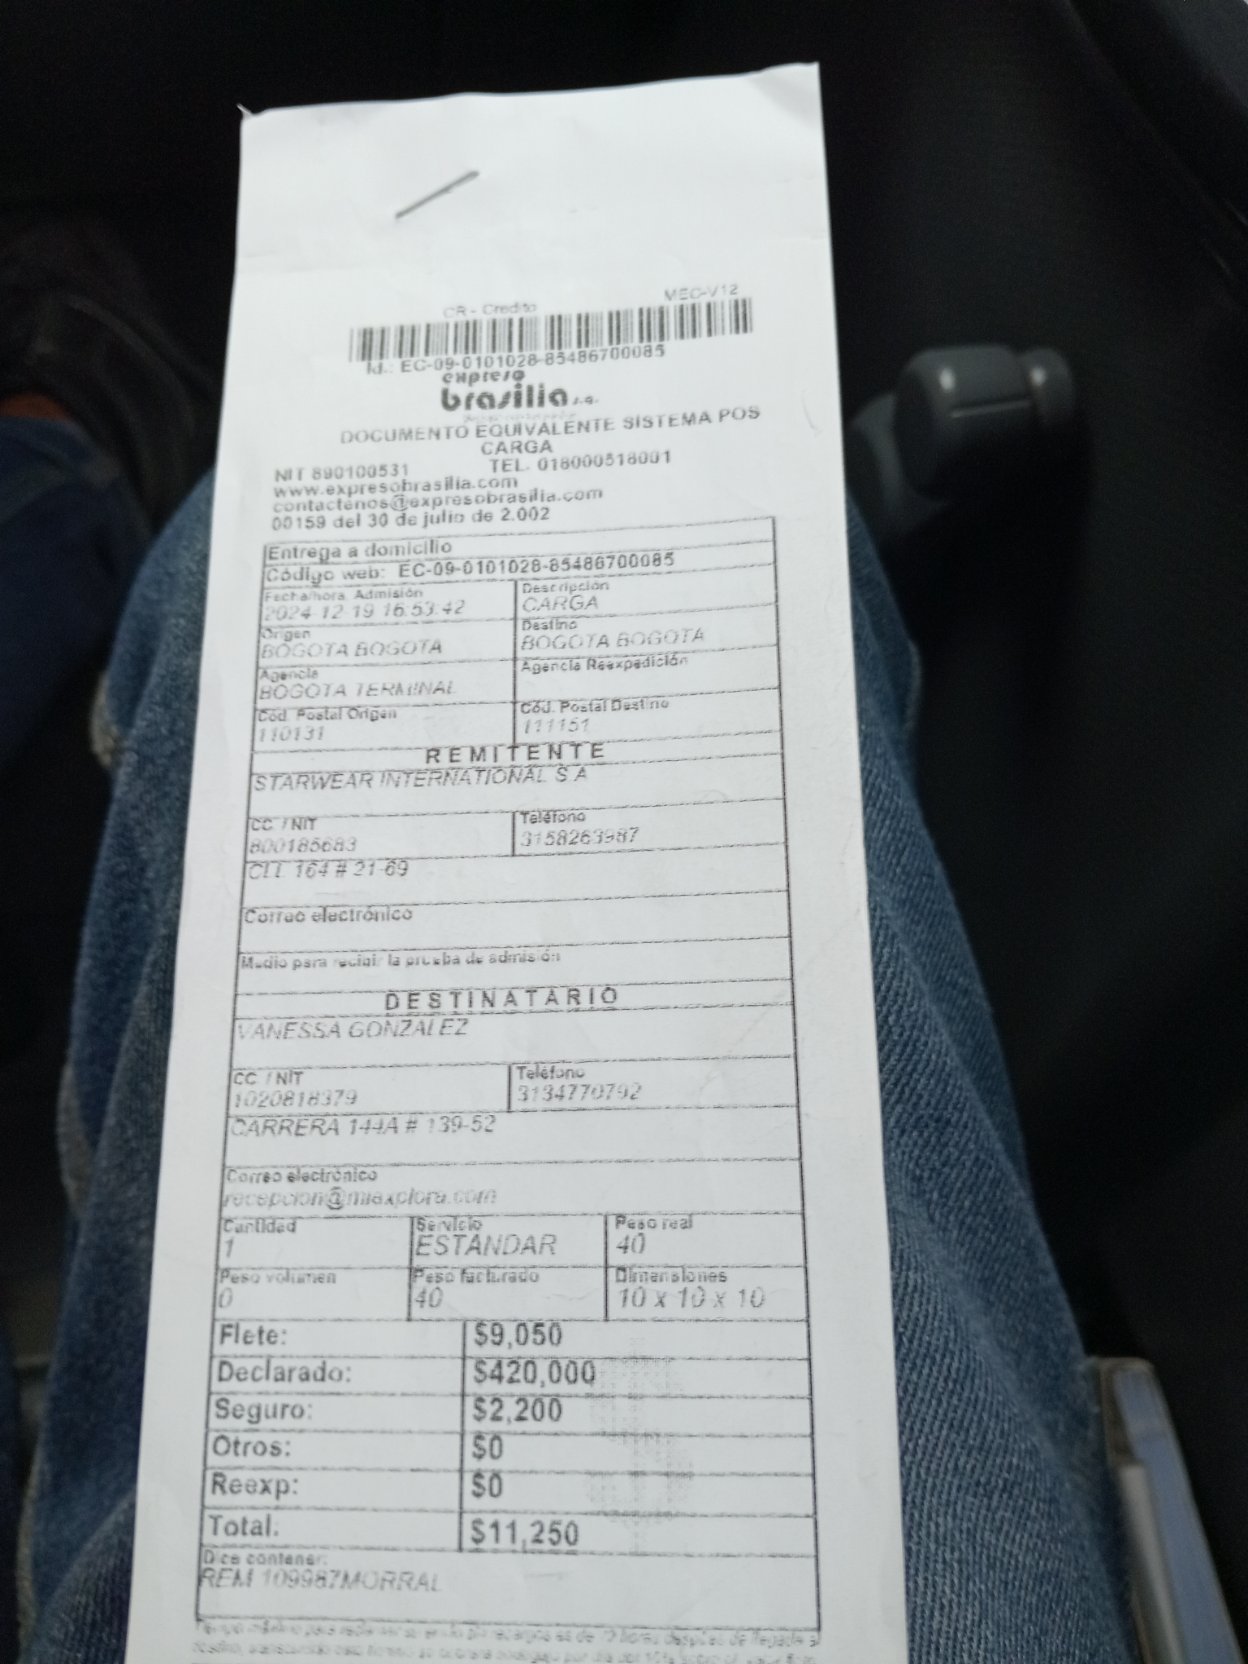 CR - Credito MEC-V12
Id.: EC-09-0101028-85486700085
expreso
brasilia s.a.
DOCUMENTO EQUIVALENTE SISTEMA POS
CARGA
NIT 890100531 TEL. 018000518001
www.expresobrasilia.com
contactenos@expresobrasilia.com
00159 del 30 de julio de 2.002
Entrega a domicilio
Código web: EC-09-0101028-85486700085
Fecha/hora Admisión Descripción
2024-12-19 16:53:42 CARGA
Origen Destino
BOGOTA BOGOTA BOGOTA BOGOTA
Agencia Agencia Reexpedición
BOGOTA TERMINAL
Cód. Postal Origen Cód. Postal Destino
110131 111151
REMITENTE
STARWEAR INTERNATIONAL S A
CC / NIT Teléfono
800185683 3158263987
CLL 164 # 21-69
Correo electrónico
Medio para recibir la prueba de admisión
DESTINATARIO
VANESSA GONZALEZ
CC / NIT Teléfono
1020818379 3134770792
CARRERA 144A # 139-52
Correo electrónico
recepcion@miaxplora.com
Cantidad Servicio Peso real
1 ESTANDAR 40
Peso volumen Peso facturado Dimensiones
0 40 10 x 10 x 10
Flete: $9,050
Declarado: $420,000
Seguro: $2,200
Otros: $0
Reexp: $0
Total: $11,250
Dice contener:
REM 109987MORRAL